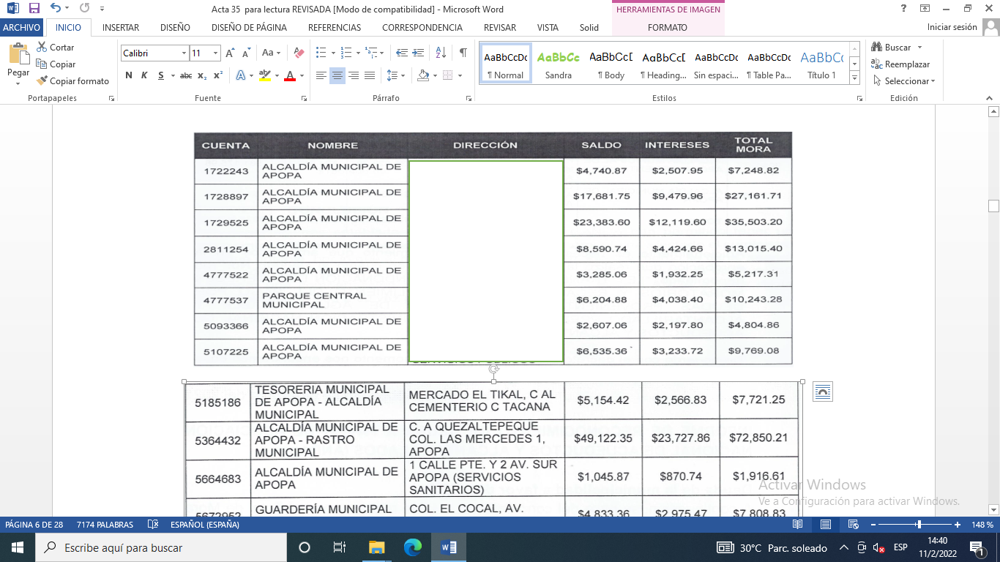 Acta 35 para lectura REVISADA [Modo de compatibilidad] - Microsoft Word
HERRAMIENTAS DE IMAGEN
?
ARCHIVO INICIO INSERTAR DISEÑO DISEÑO DE PÁGINA REFERENCIAS CORRESPONDENCIA REVISAR VISTA Solid FORMATO Iniciar sesión
Pegar
Cortar
Copiar
Copiar formato
Portapapeles
Calibri 11
N K S abc x₂ x²
Fuente
Párrafo
AaBbCcDc AaBbCc AaBbCcD AaBbCcD AaBbCcDc AaBbCcDc AaBbC
¶ Normal Sandra ¶ Body ¶ Heading... Sin espaci... ¶ Table Pa... Título 1
Estilos
Buscar
Reemplazar
Seleccionar
Edición
CUENTA NOMBRE DIRECCIÓN SALDO INTERESES TOTAL MORA
1722243 ALCALDÍA MUNICIPAL DE APOPA $4,740.87 $2,507.95 $7,248.82
1728897 ALCALDÍA MUNICIPAL DE APOPA $17,681.75 $9,479.96 $27,161.71
1729525 ALCALDÍA MUNICIPAL DE APOPA $23,383.60 $12,119.60 $35,503.20
2811254 ALCALDÍA MUNICIPAL DE APOPA $8,590.74 $4,424.66 $13,015.40
4777522 ALCALDÍA MUNICIPAL DE APOPA $3,285.06 $1,932.25 $5,217.31
4777537 PARQUE CENTRAL MUNICIPAL $6,204.88 $4,038.40 $10,243.28
5093366 ALCALDÍA MUNICIPAL DE APOPA $2,607.06 $2,197.80 $4,804.86
5107225 ALCALDÍA MUNICIPAL DE APOPA $6,535.36 $3,233.72 $9,769.08
5185186 TESORERIA MUNICIPAL DE APOPA - ALCALDÍA MUNICIPAL MERCADO EL TIKAL, C AL CEMENTERIO C TACANA $5,154.42 $2,566.83 $7,721.25
5364432 ALCALDÍA MUNICIPAL DE APOPA - RASTRO MUNICIPAL C. A QUEZALTEPEQUE COL. LAS MERCEDES 1, APOPA $49,122.35 $23,727.86 $72,850.21
5664683 ALCALDÍA MUNICIPAL DE APOPA 1 CALLE PTE. Y 2 AV. SUR APOPA (SERVICIOS SANITARIOS) $1,045.87 $870.74 $1,916.61
5672952 GUARDERÍA MUNICIPAL COL. EL COCAL, AV. $4,833.36 $2,975.47 $7,808.83
Activar Windows
Ve a Configuración para activar Windows.
PÁGINA 6 DE 28 7174 PALABRAS ESPAÑOL (ESPAÑA) 148 %
Escribe aquí para buscar
30°C Parc. soleado ESP 14:40
11/2/2022
1